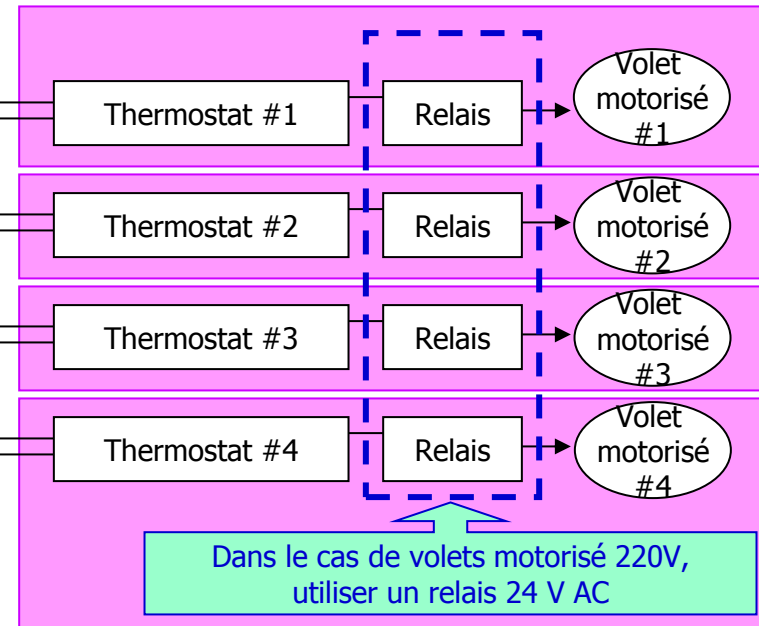 Thermostat #1
Relais
Volet
motorisé
#1
Thermostat #2
Relais
Volet
motorisé
#2
Thermostat #3
Relais
Volet
motorisé
#3
Thermostat #4
Relais
Volet
motorisé
#4
Dans le cas de volets motorisé 220V,
utiliser un relais 24 V AC